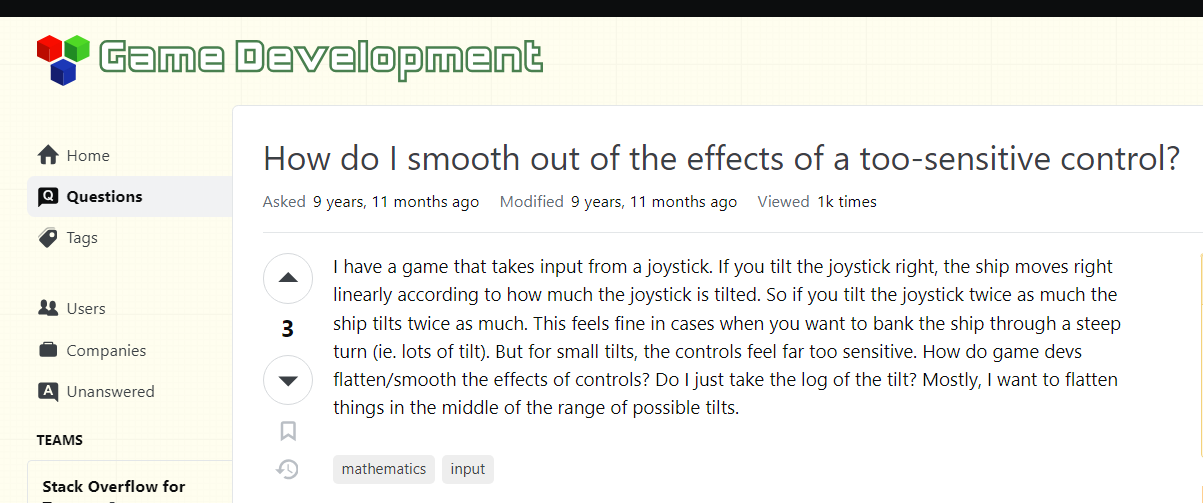 Game Development
Home
Questions
Tags
Users
Companies
Unanswered
TEAMS
Stack Overflow for
How do I smooth out of the effects of a too-sensitive control?
Asked 9 years, 11 months ago Modified 9 years, 11 months ago Viewed 1k times
3
I have a game that takes input from a joystick. If you tilt the joystick right, the ship moves right
linearly according to how much the joystick is tilted. So if you tilt the joystick twice as much the
ship tilts twice as much. This feels fine in cases when you want to bank the ship through a steep
turn (ie. lots of tilt). But for small tilts, the controls feel far too sensitive. How do game devs
flatten/smooth the effects of controls? Do I just take the log of the tilt? Mostly, I want to flatten
things in the middle of the range of possible tilts.
mathematics input